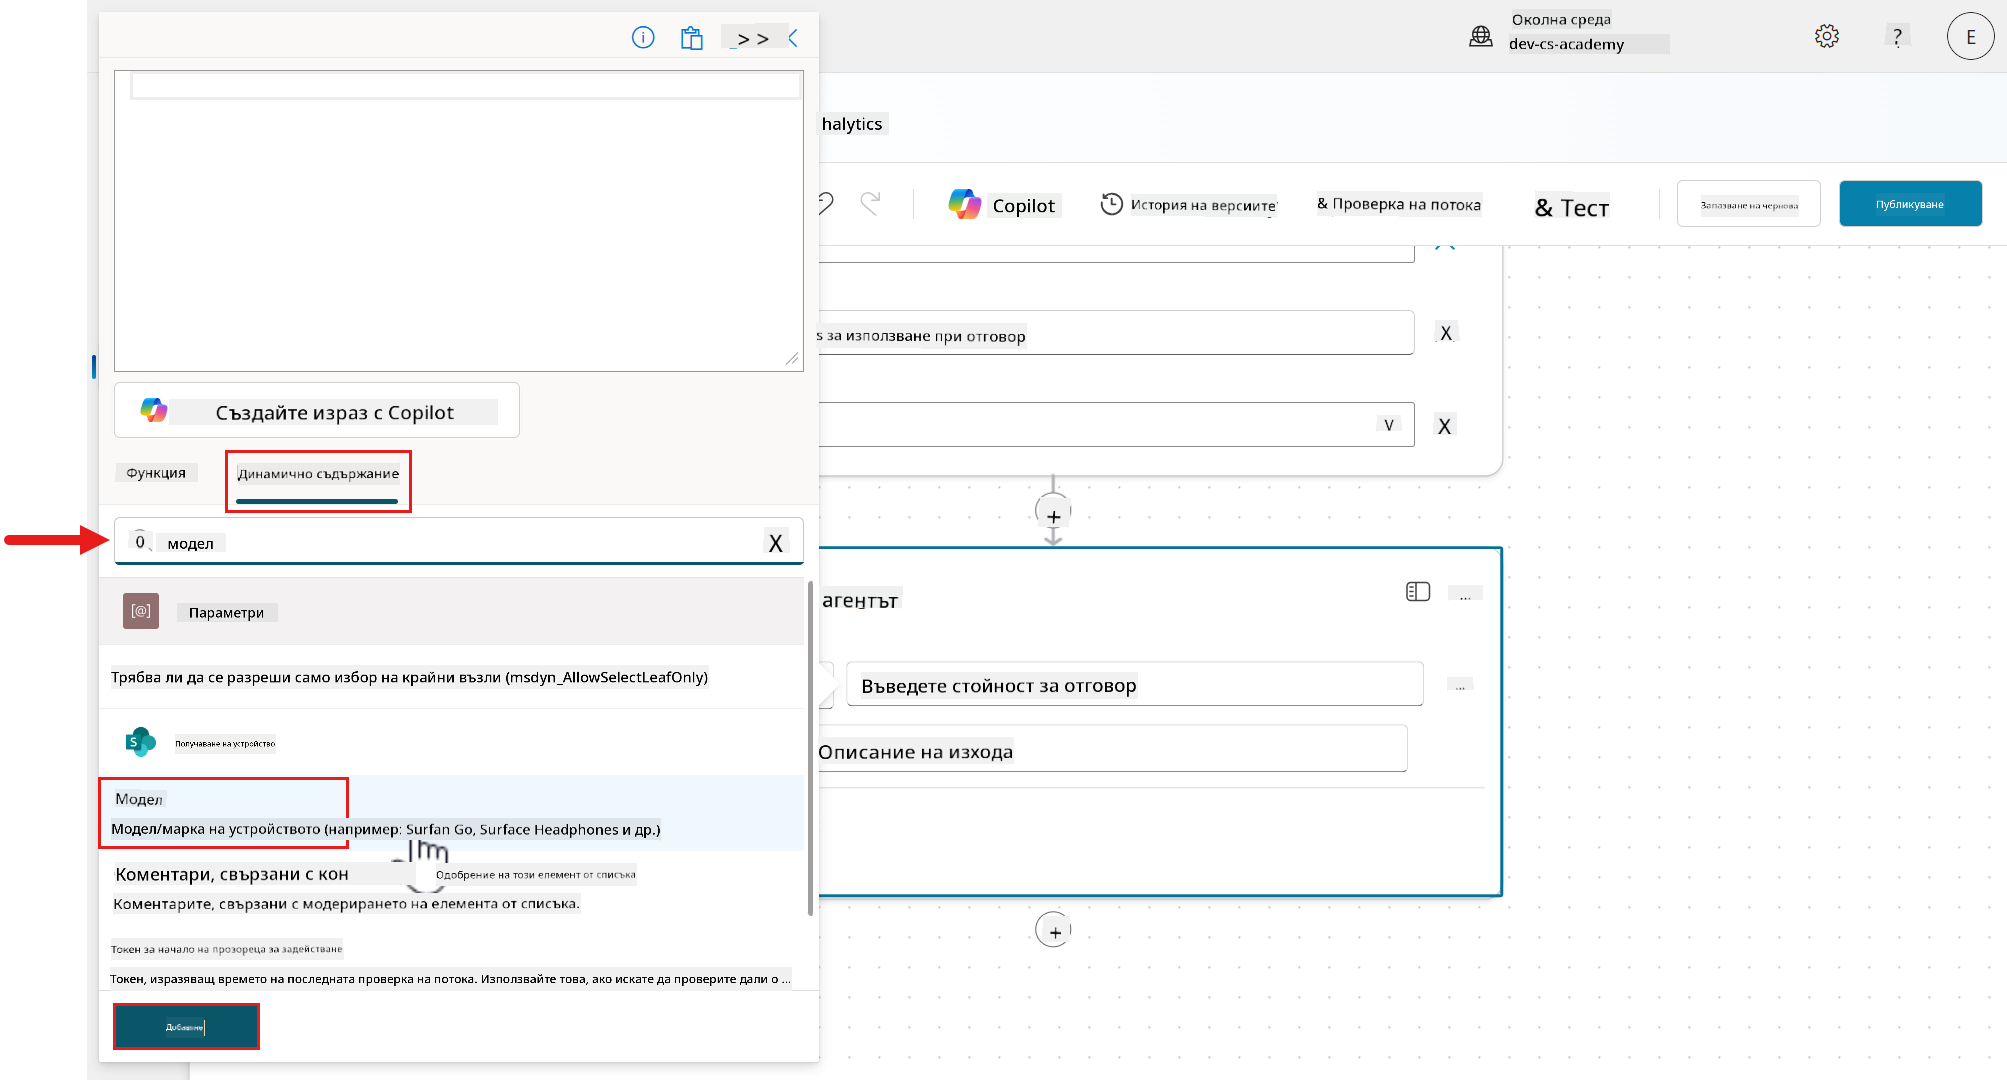 _> >
Околна среда
dev-cs-academy
?
E
halytics
Copilot
История на версиите
& Проверка на потока
& Тест
Запазване на чернова
Публикуване
s за използване при отговор
X
V
X
Създайте израз с Copilot
Функция
Динамично съдържание
модел
X
[@]
Параметри
Трябва ли да се разреши само избор на крайни възли (msdyn_AllowSelectLeafOnly)
S
Получаване на устройство
Модел
Модел/марка на устройството (например: Surfan Go, Surface Headphones и др.)
Коментари, свързани с кон
Одобрение на този елемент от списъка
Коментарите, свързани с модерирането на елемента от списъка.
Токен за начало на прозореца за задействане
Токен, изразяващ времето на последната проверка на потока. Използвайте това, ако искате да проверите дали о ...
Добавяне
+
агентът
...
Въведете стойност за отговор
...
Описание на изхода
+